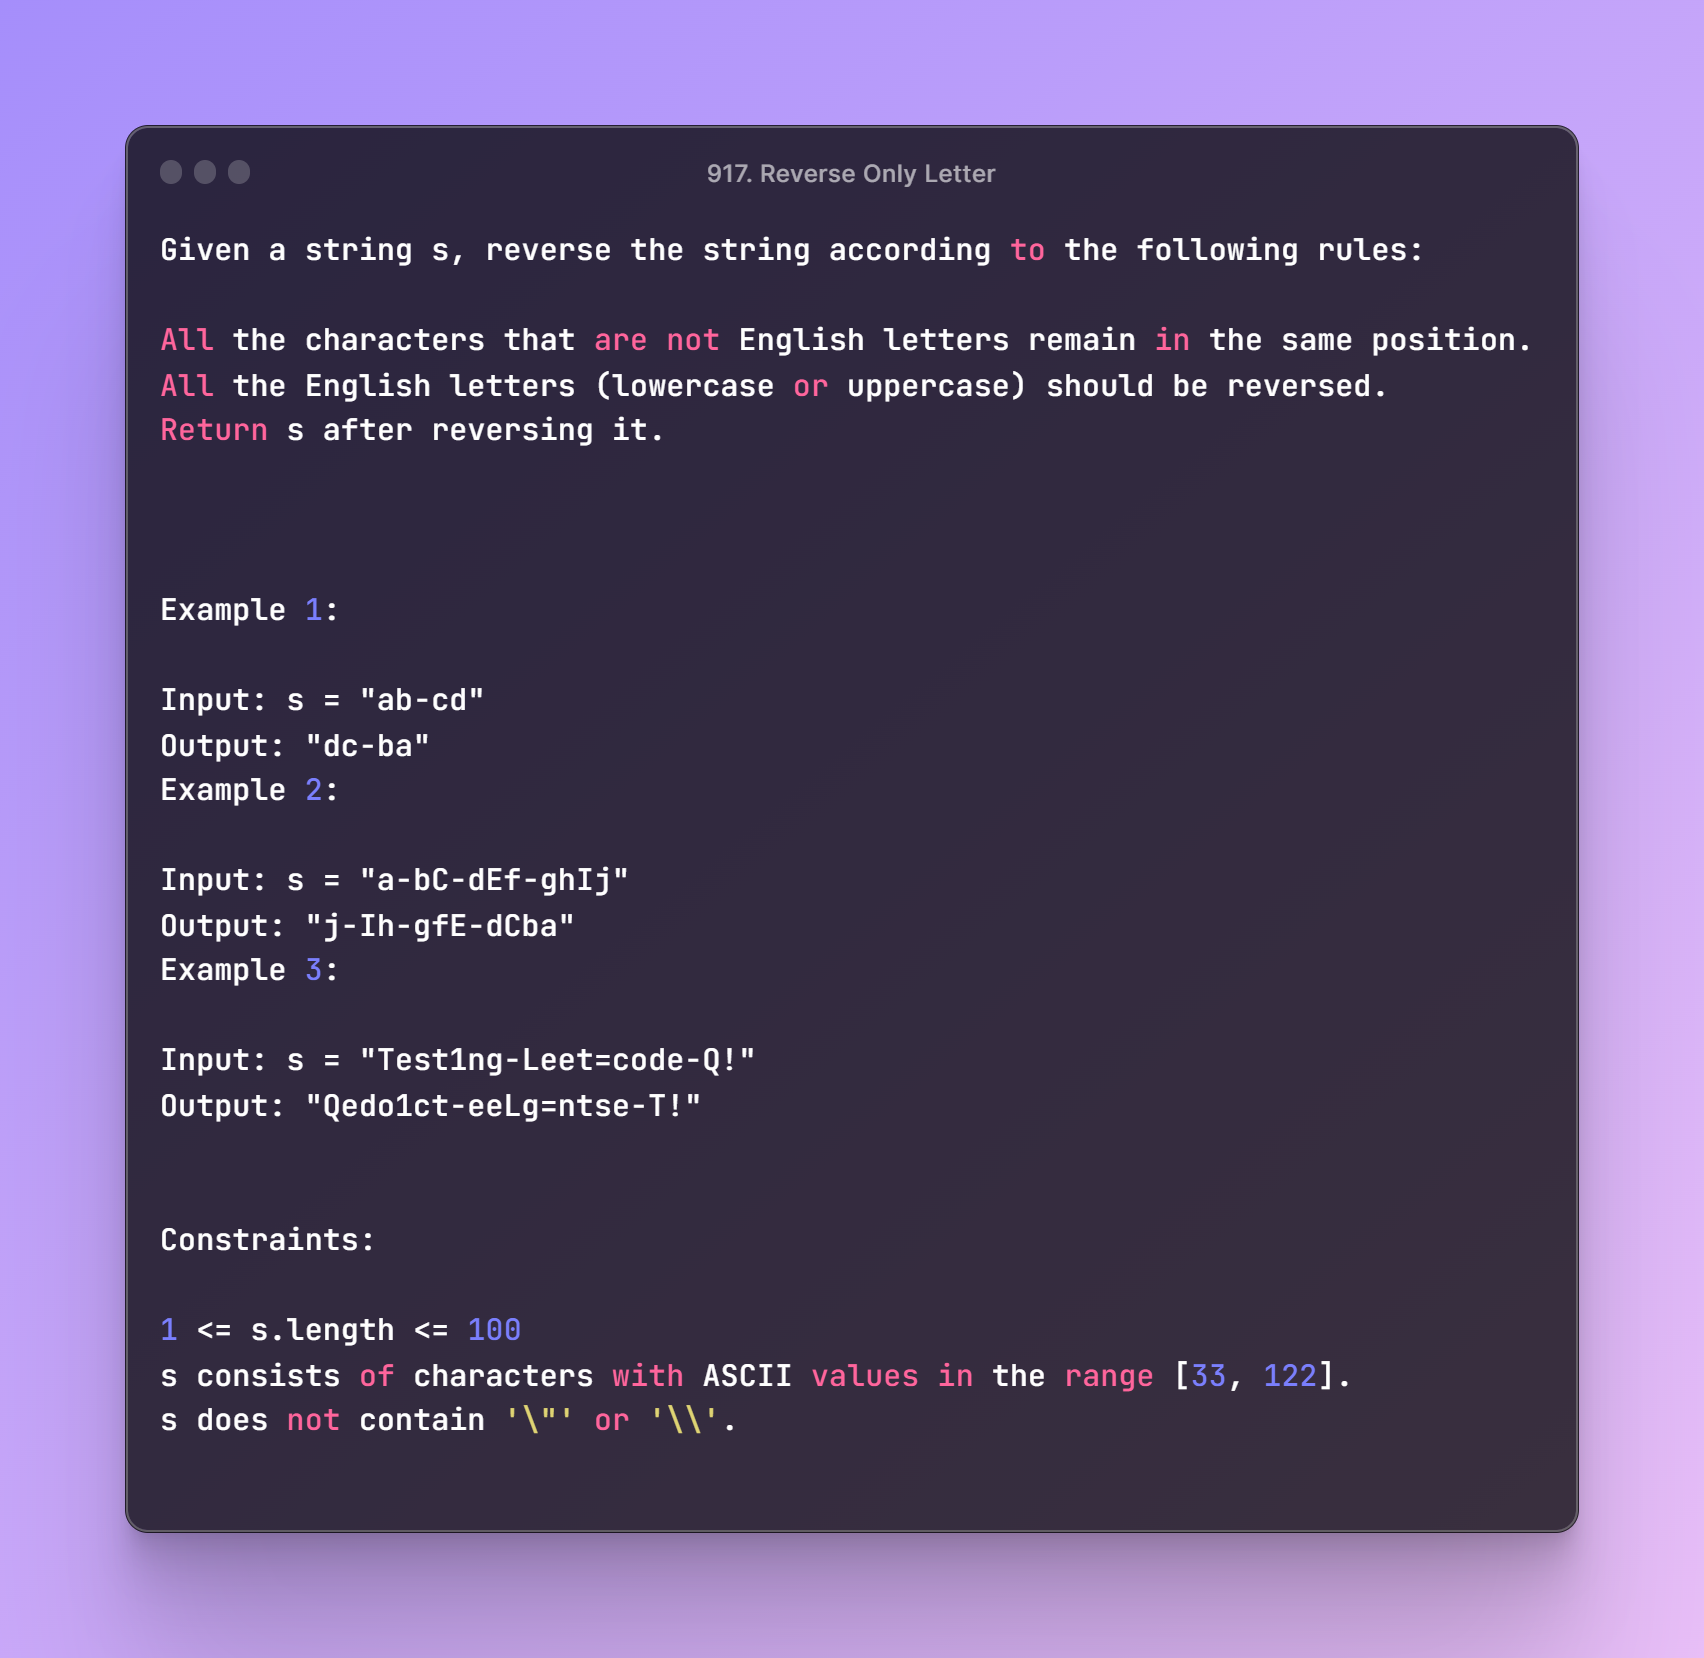 917. Reverse Only Letter
Given a string s, reverse the string according to the following rules:
All the characters that are not English letters remain in the same position.
All the English letters (lowercase or uppercase) should be reversed.
Return s after reversing it.
Example 1:
Input: s = "ab-cd"
Output: "dc-ba"
Example 2:
Input: s = "a-bC-dEf-ghIj"
Output: "j-Ih-gfE-dCba"
Example 3:
Input: s = "Test1ng-Leet=code-Q!"
Output: "Qedo1ct-eeLg=ntse-T!"
Constraints:
1 <= s.length <= 100
s consists of characters with ASCII values in the range [33, 122].
s does not contain '\"' or '\\'.